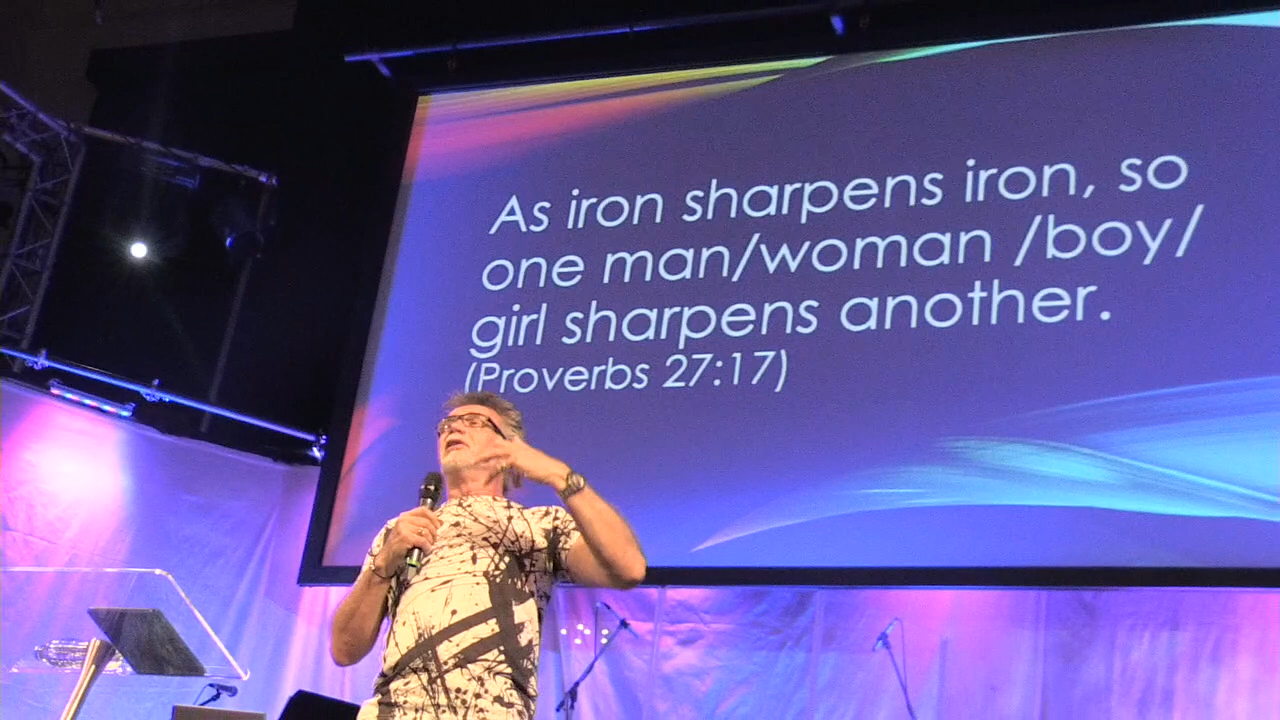 As iron sharpens iron, so
one man/woman /boy/
girl sharpens another.
(Proverbs 27:17)